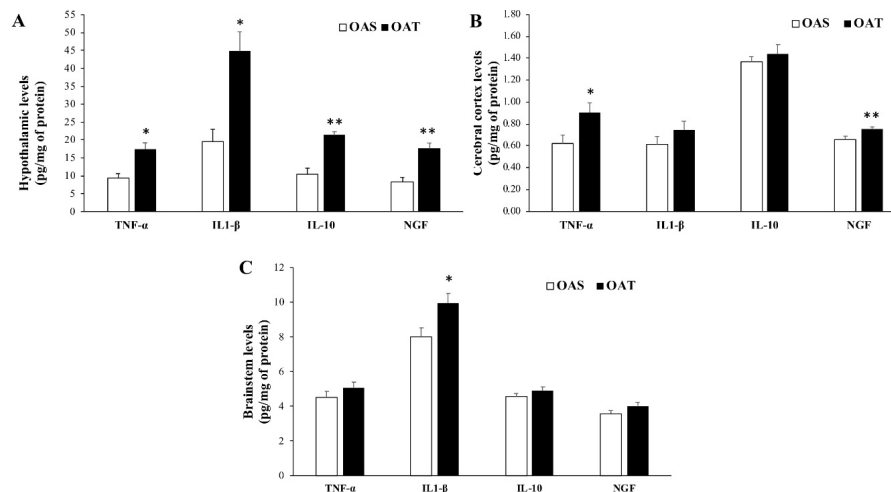 A
OAS OAT
Hypothalamic levels
(pg/mg of protein)
55
50
45
40
35
30
25
20
15
10
5
0
* * ** **
TNF-α IL1-β IL-10 NGF
B
OAS OAT
Cerebral cortex levels
(pg/mg of protein)
1.80
1.60
1.40
1.20
1.00
0.80
0.60
0.40
0.20
0.00
* **
TNF-α IL1-β IL-10 NGF
C
OAS OAT
Brainstem levels
(pg/mg of protein)
12
10
8
6
4
2
0
*
TNF-α IL1-β IL-10 NGF